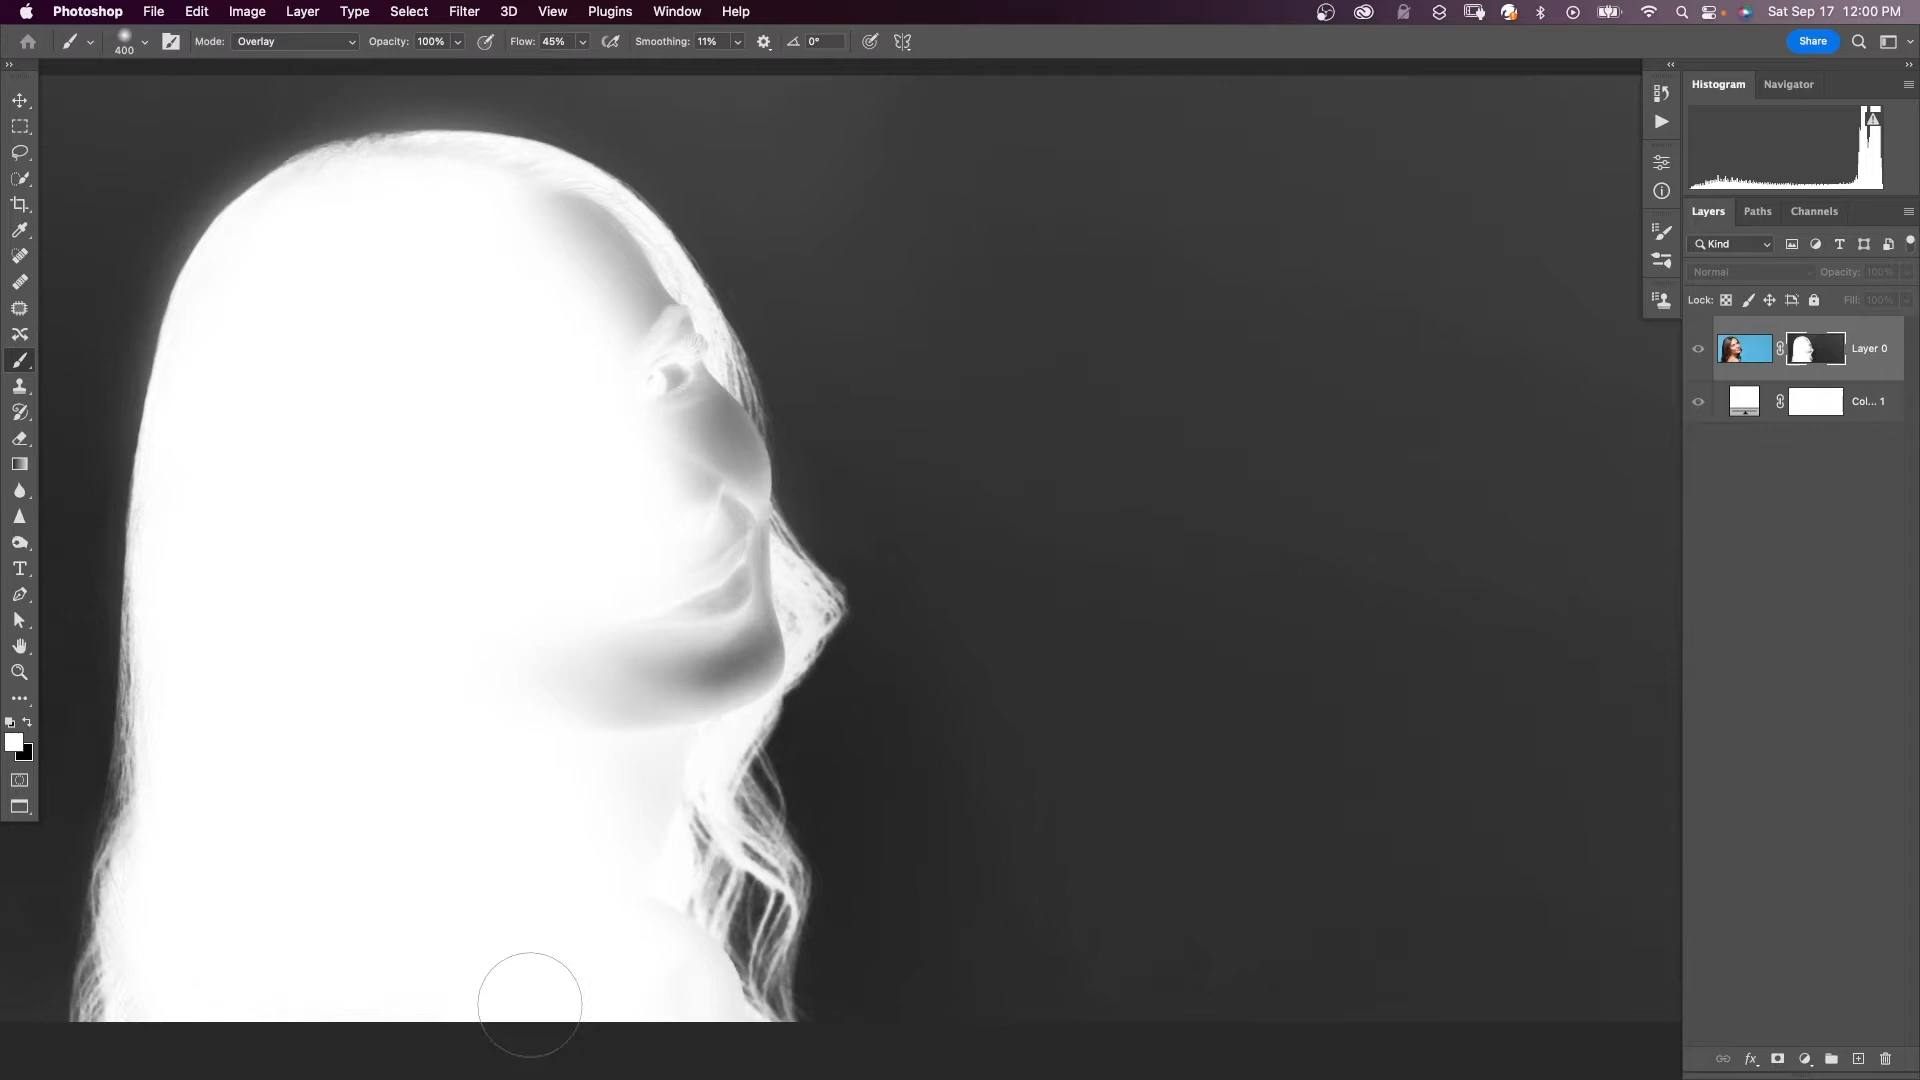 Photoshop File Edit Image Layer Type Select Filter 3D View Plugins Window Help Sat Sep 17 12:00 PM
400 Mode: Overlay Opacity: 100% Flow: 45% Smoothing: 11% 0° Share
Histogram Navigator
Layers Paths Channels
Kind
Normal Opacity: 100%
Lock: Fill: 100%
Layer 0
Col... 1